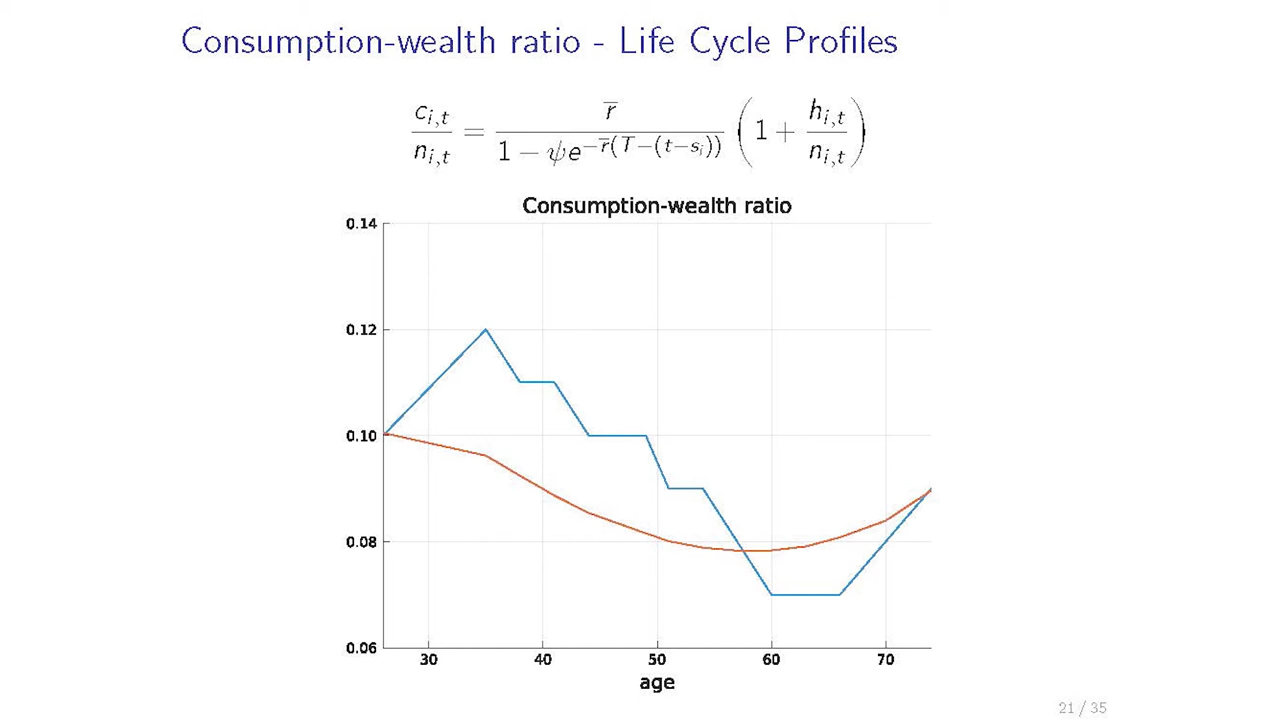 Consumption-wealth ratio - Life Cycle Profiles
c_{i,t}/n_{i,t} = r̄/(1 − ψe^{−r̄(T−(t−s_i))}) (1 + h_{i,t}/n_{i,t})
Consumption-wealth ratio
0.14
0.12
0.10
0.08
0.06
30 40 50 60 70
age
21 / 35